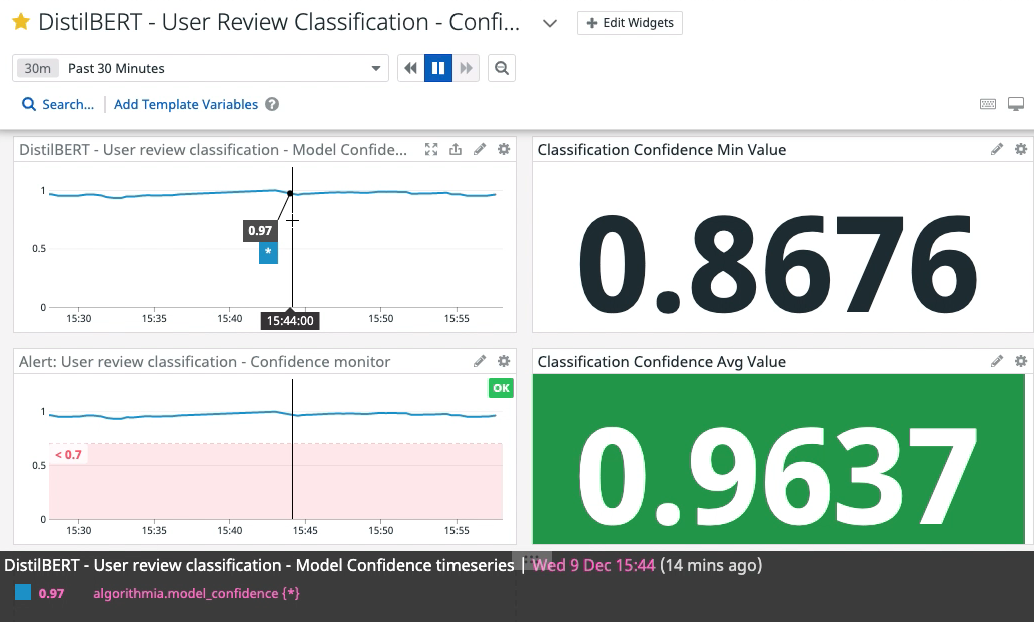 DistilBERT - User Review Classification - Confi...
Edit Widgets
30m Past 30 Minutes
Search... Add Template Variables ?
DistilBERT - User review classification - Model Confide...
1
0.5
0
0.97
*
15:30 15:35 15:40 15:44:00 15:50 15:55
Classification Confidence Min Value
0.8676
Alert: User review classification - Confidence monitor
OK
1
< 0.7
0.5
0
15:30 15:35 15:40 15:45 15:50 15:55
Classification Confidence Avg Value
0.9637
DistilBERT - User review classification - Model Confidence timeseries | Wed 9 Dec 15:44 (14 mins ago)
0.97 algorithmia.model_confidence {*}